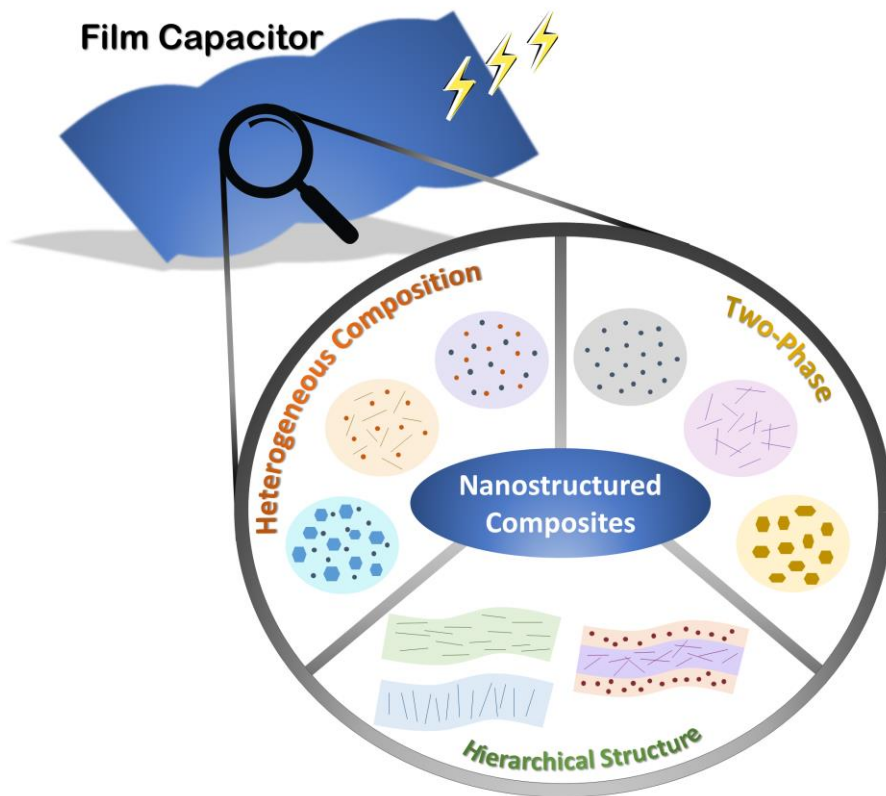 Film Capacitor
Heterogeneous Composition
Two-Phase
Nanostructured
Composites
Hierarchical Structure